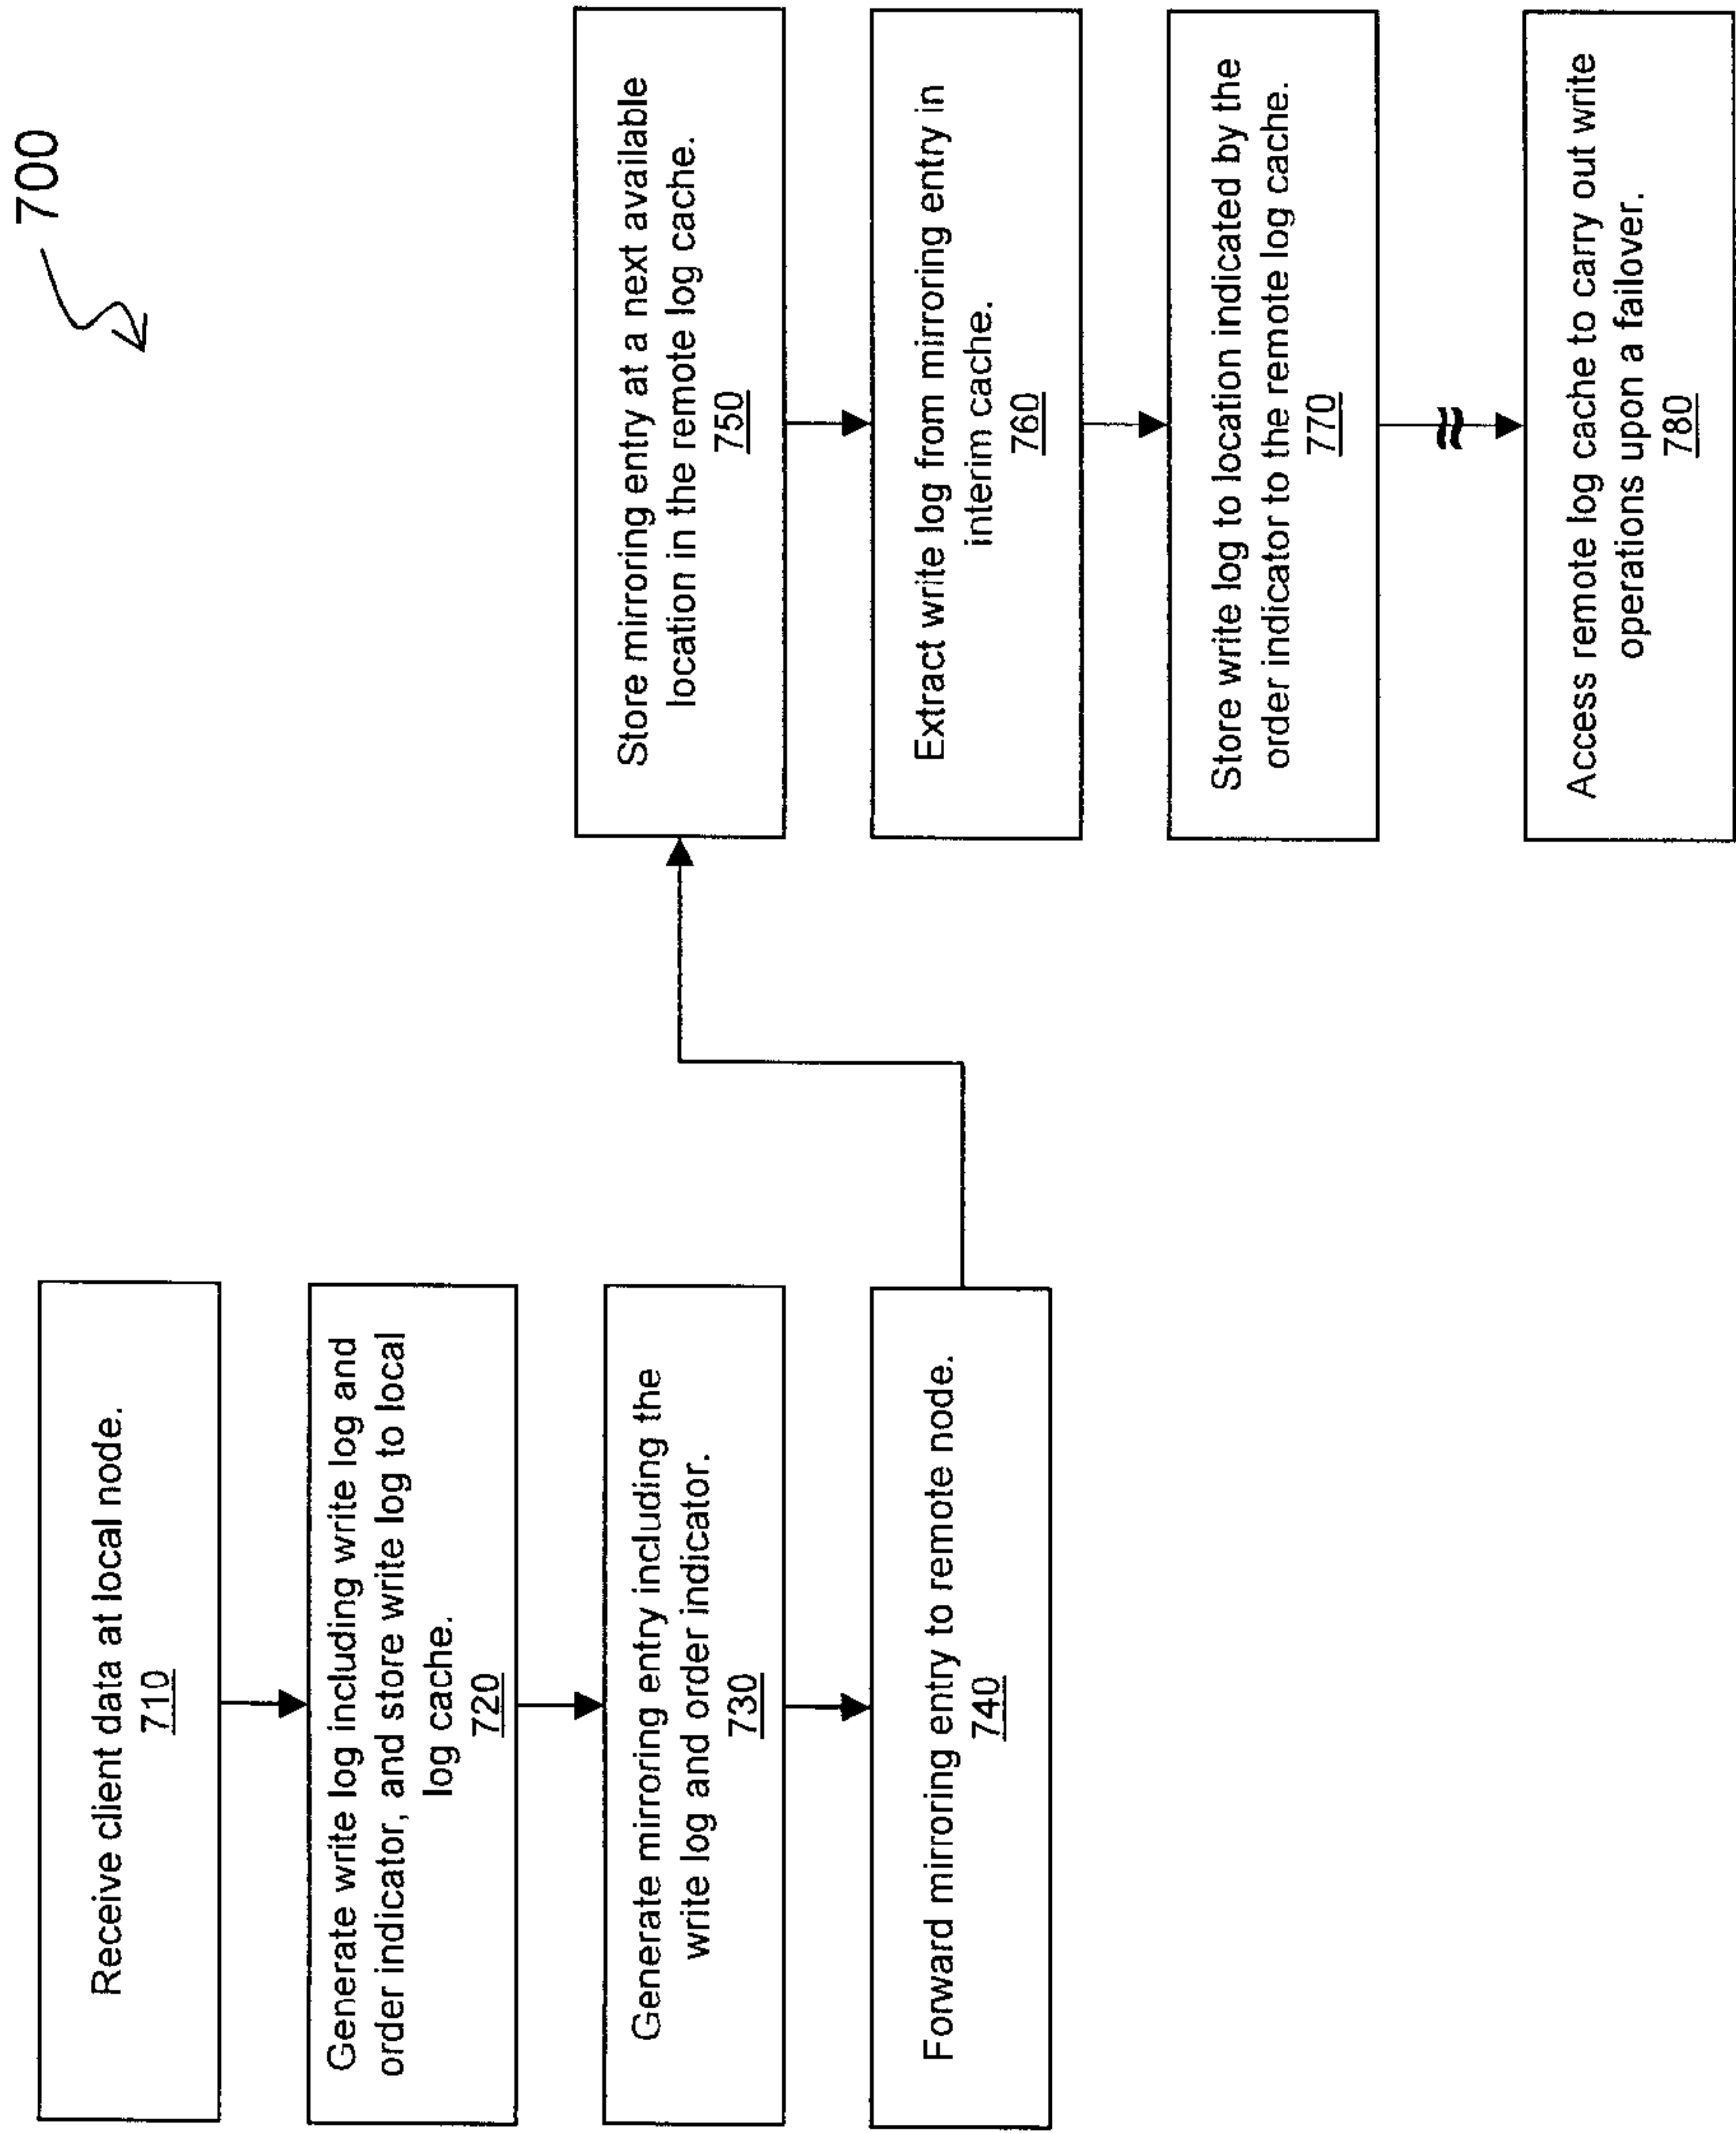 700
Receive client data at local node.
710
Generate write log including write log and
order indicator, and store write log to local
log cache.
720
Generate mirroring entry including the
write log and order indicator.
730
Forward mirroring entry to remote node.
740
Store mirroring entry at a next available
location in the remote log cache.
750
Extract write log from mirroring entry in
interim cache.
760
Store write log to location indicated by the
order indicator to the remote log cache.
770
Access remote log cache to carry out write
operations upon a failover.
780